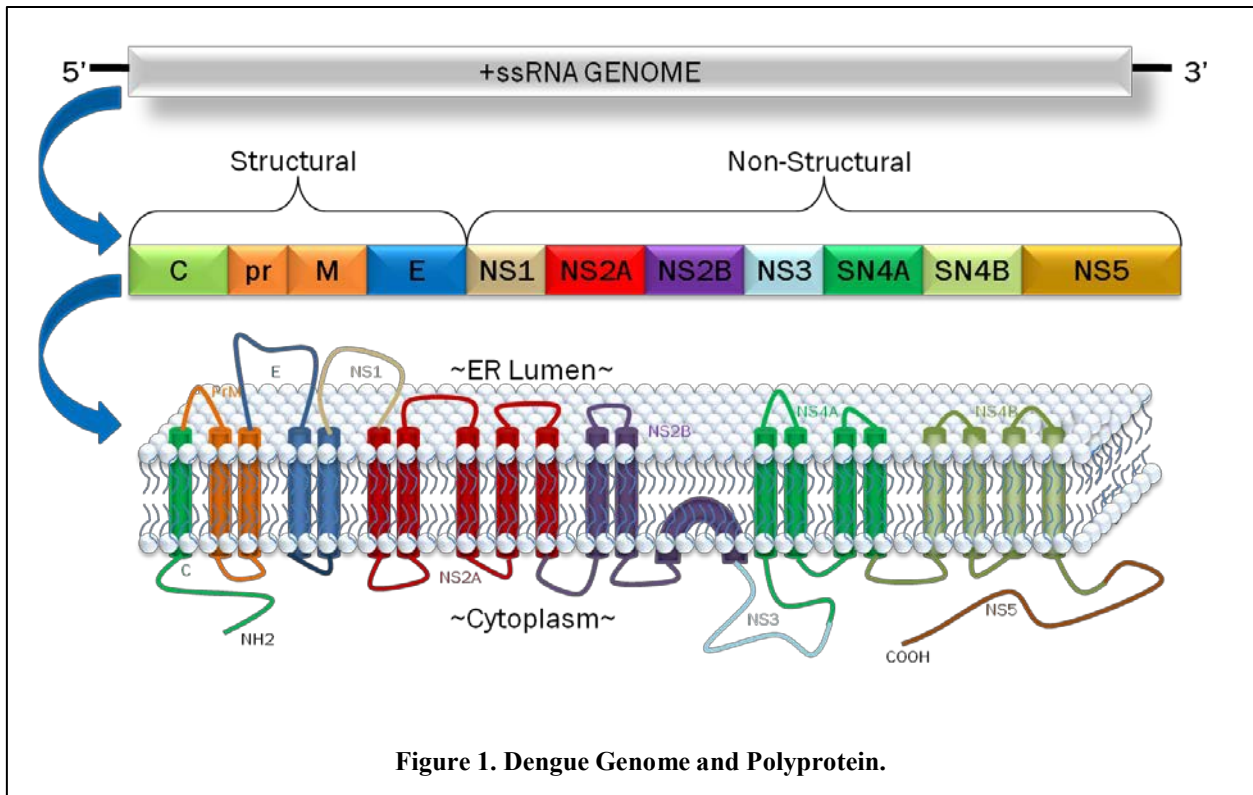 5’ +ssRNA GENOME 3’
Structural Non-Structural
C pr M E NS1 NS2A NS2B NS3 SN4A SN4B NS5
E NS1 ~ER Lumen~
PrM NS2B NS4A NS4B
C NS2A
~Cytoplasm~ NS3 NS5
NH2 COOH
Figure 1. Dengue Genome and Polyprotein.